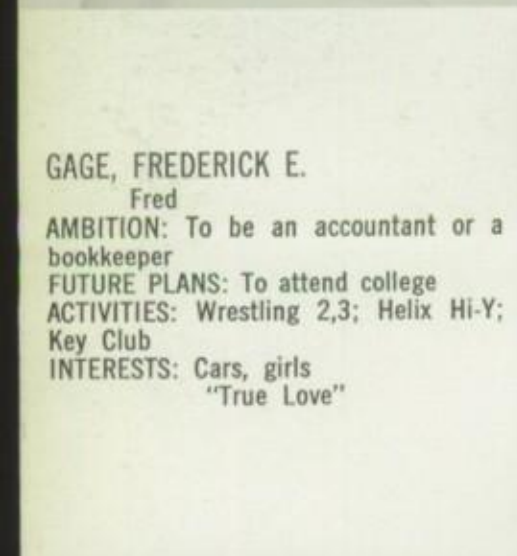 GAGE, FREDERICK E.
Fred
AMBITION: To be an accountant or a
bookkeeper
FUTURE PLANS: To attend college
ACTIVITIES: Wrestling 2,3; Helix Hi-Y;
Key Club
INTERESTS: Cars, girls
"True Love"